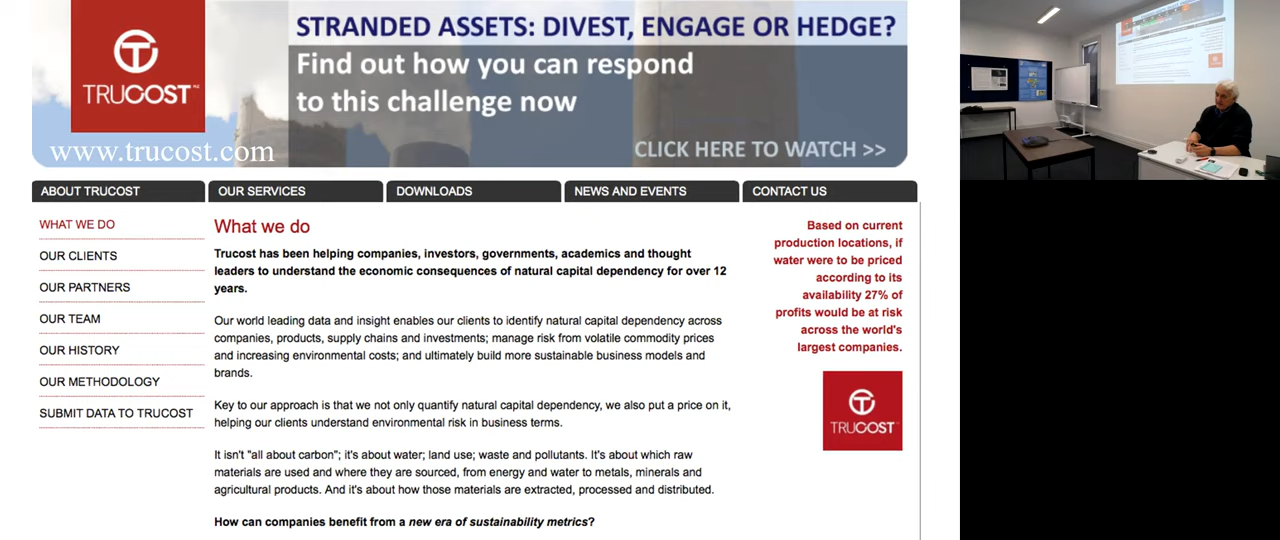 STRANDED ASSETS: DIVEST, ENGAGE OR HEDGE?
Find out how you can respond
to this challenge now
TRUCOST
www.trucost.com
CLICK HERE TO WATCH >>
ABOUT TRUCOST
OUR SERVICES
DOWNLOADS
NEWS AND EVENTS
CONTACT US
WHAT WE DO
OUR CLIENTS
OUR PARTNERS
OUR TEAM
OUR HISTORY
OUR METHODOLOGY
SUBMIT DATA TO TRUCOST
What we do
Trucost has been helping companies, investors, governments, academics and thought
leaders to understand the economic consequences of natural capital dependency for over 12
years.
Our world leading data and insight enables our clients to identify natural capital dependency across
companies, products, supply chains and investments; manage risk from volatile commodity prices
and increasing environmental costs; and ultimately build more sustainable business models and
brands.
Key to our approach is that we not only quantify natural capital dependency, we also put a price on it,
helping our clients understand environmental risk in business terms.
It isn't "all about carbon"; it's about water; land use; waste and pollutants. It's about which raw
materials are used and where they are sourced, from energy and water to metals, minerals and
agricultural products. And it's about how those materials are extracted, processed and distributed.
How can companies benefit from a new era of sustainability metrics?
Based on current
production locations, if
water were to be priced
according to its
availability 27% of
profits would be at risk
across the world's
largest companies.
TRUCOST